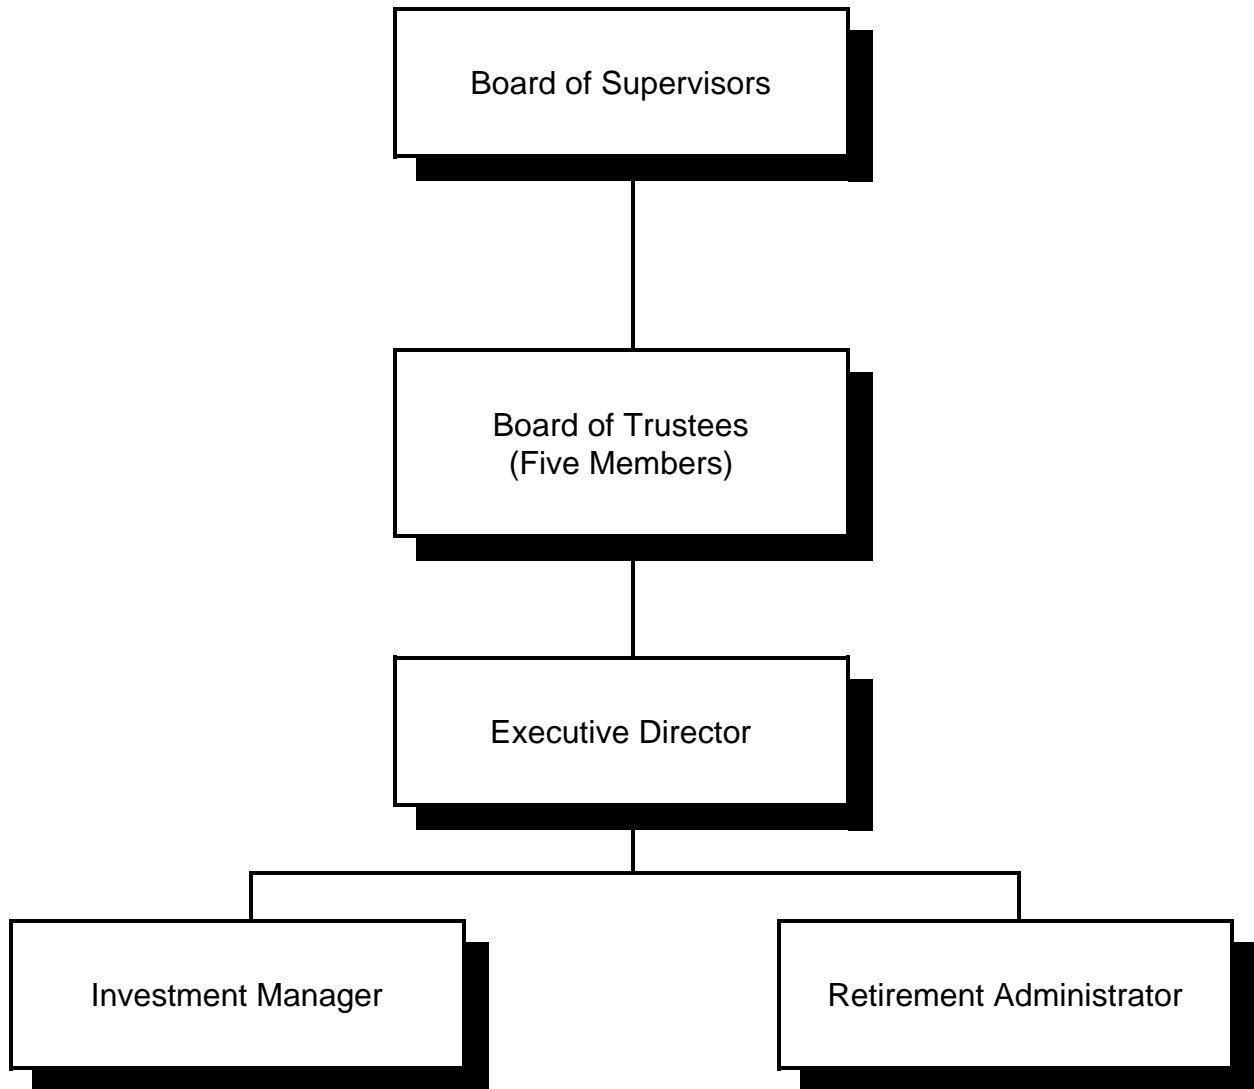 Board of Supervisors
Board of Trustees
(Five Members)
Executive Director
Investment Manager
Retirement Administrator